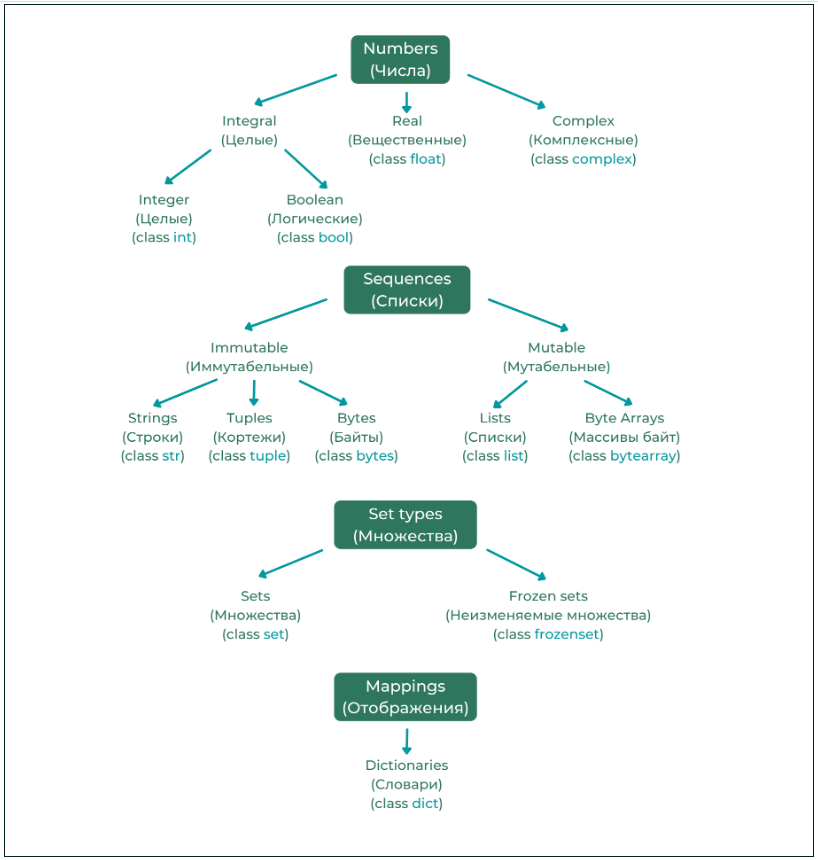 Numbers
(Числа)
Integral
(Целые)
Real
(Вещественные)
(class float)
Complex
(Комплексные)
(class complex)
Integer
(Целые)
(class int)
Boolean
(Логические)
(class bool)
Sequences
(Списки)
Immutable
(Иммутабельные)
Mutable
(Мутабельные)
Strings
(Строки)
(class str)
Tuples
(Кортежи)
(class tuple)
Bytes
(Байты)
(class bytes)
Lists
(Списки)
(class list)
Byte Arrays
(Массивы байт)
(class bytearray)
Set types
(Множества)
Sets
(Множества)
(class set)
Frozen sets
(Неизменяемые множества)
(class frozenset)
Mappings
(Отображения)
Dictionaries
(Словари)
(class dict)